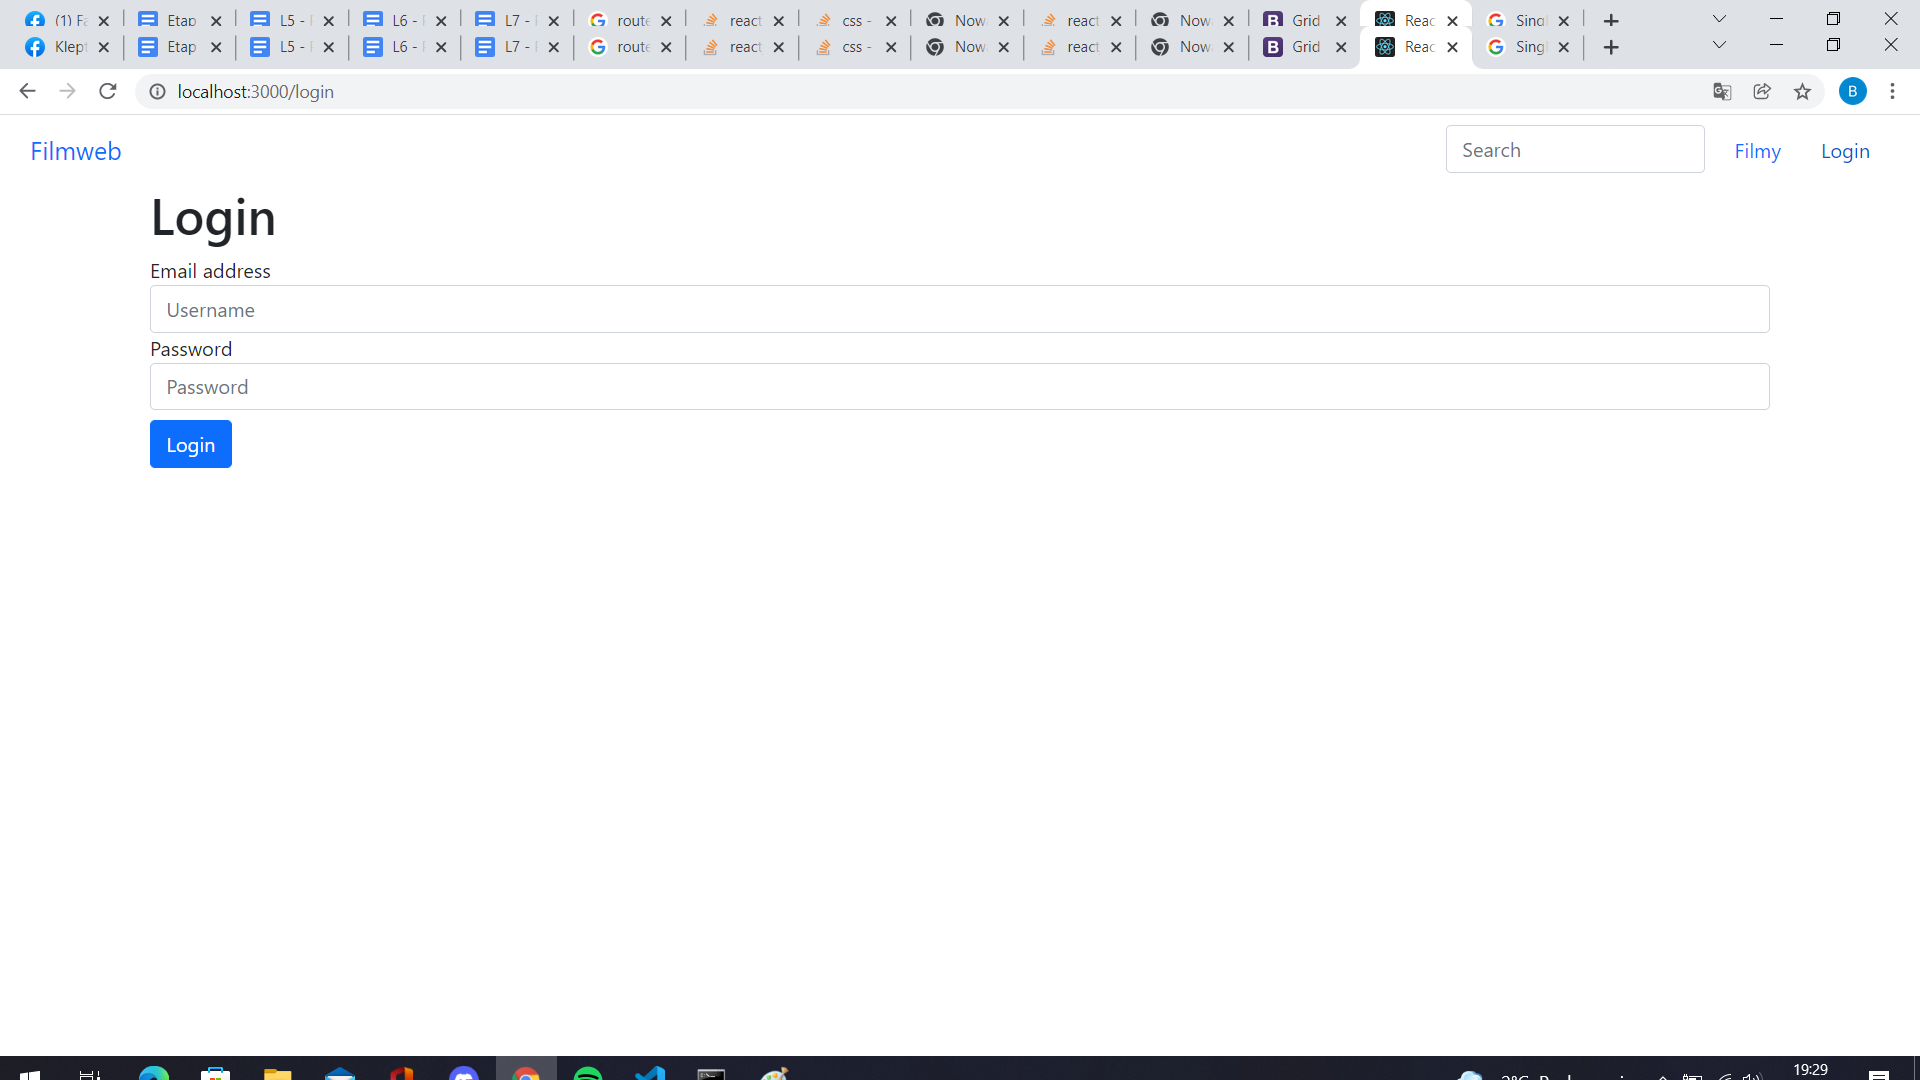 (1) Fa Etap L5 - L6 - L7 - route react css - Now react Now Grid Reac Singl
Klept Etap L5 - L6 - L7 - route react css - Now react Now Grid Reac Singl
localhost:3000/login
B
Filmweb
Search
Filmy
Login
Login
Email address
Username
Password
Password
Login
19:29